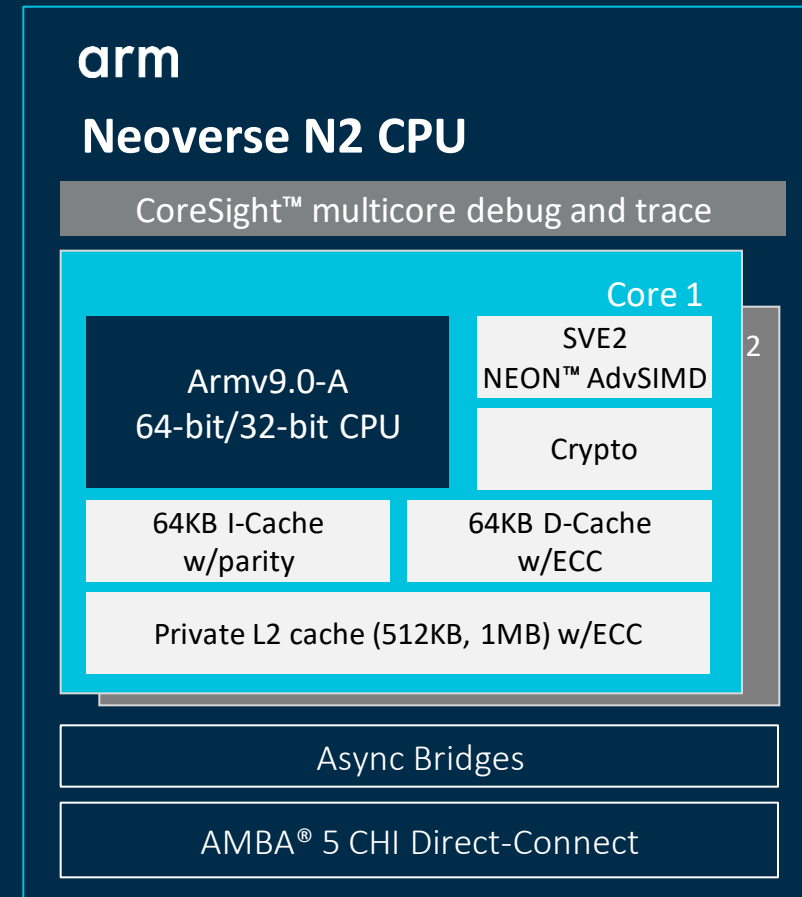 arm
Neoverse N2 CPU
CoreSight™ multicore debug and trace
Core 1
2
Armv9.0-A
64-bit/32-bit CPU
SVE2
NEON™ AdvSIMD
Crypto
64KB I-Cache
w/parity
64KB D-Cache
w/ECC
Private L2 cache (512KB, 1MB) w/ECC
Async Bridges
AMBA® 5 CHI Direct-Connect